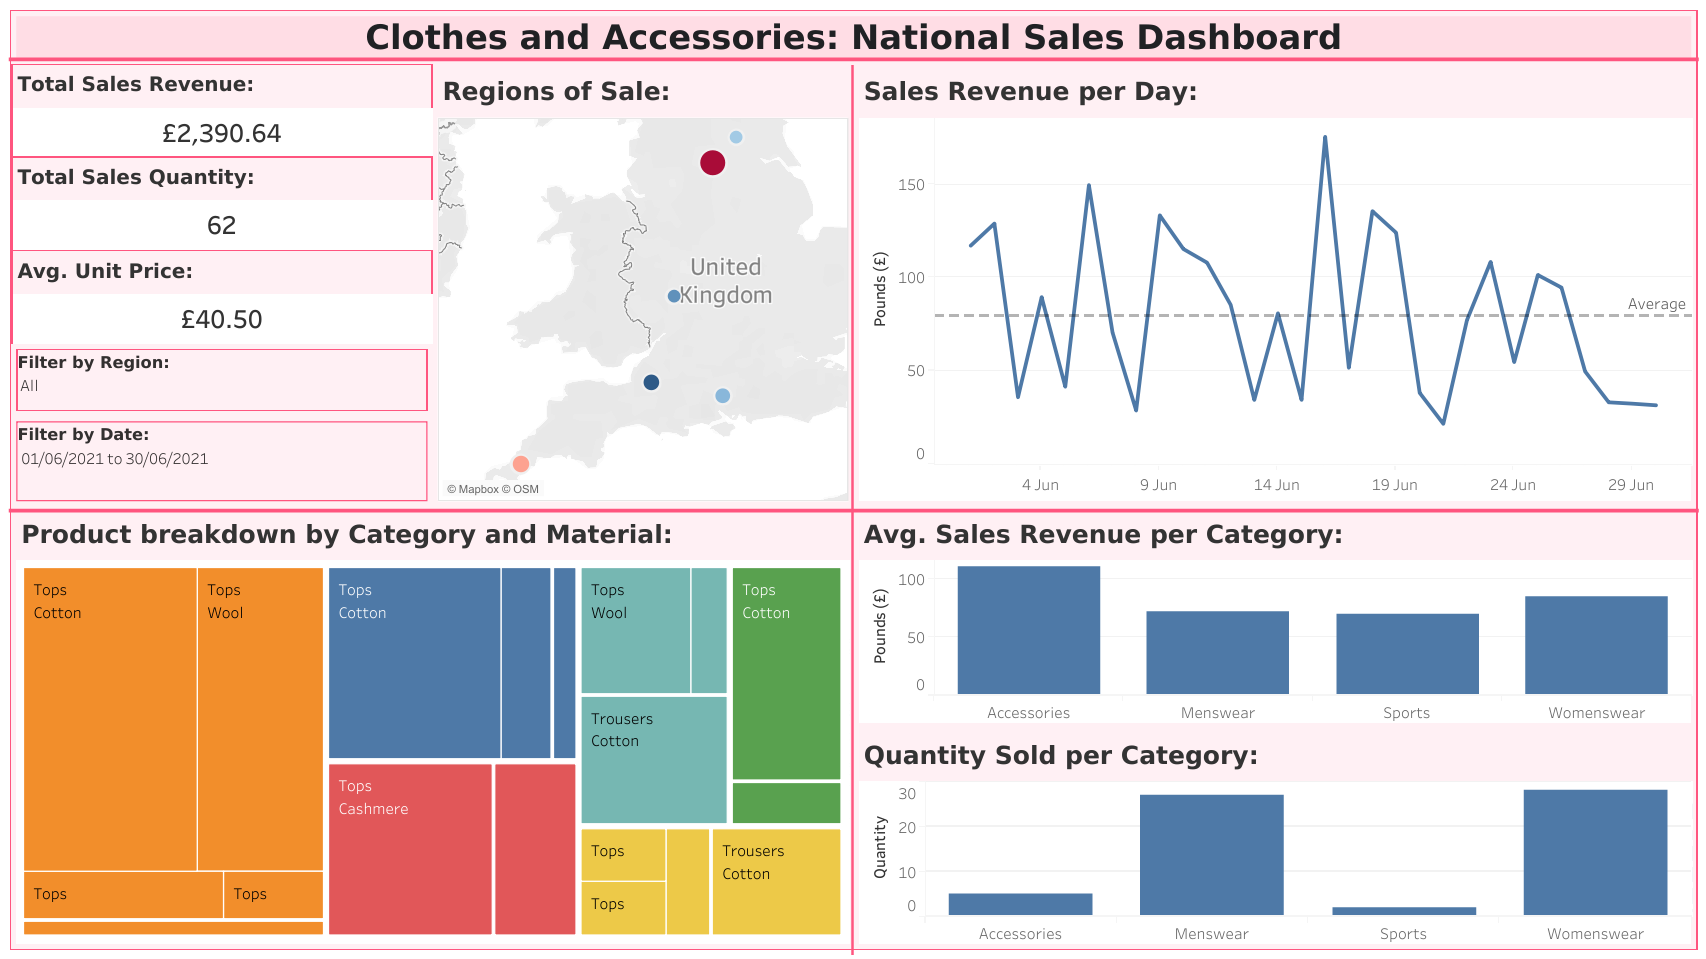 Clothes and Accessories: National Sales Dashboard
Total Sales Revenue:
£2,390.64
Total Sales Quantity:
62
Avg. Unit Price:
£40.50
Filter by Region:
All
Filter by Date:
01/06/2021 to 30/06/2021
Regions of Sale:
United
Kingdom
© Mapbox © OSM
Sales Revenue per Day:
Pounds (£)
150
100
50
0
Average
4 Jun 9 Jun 14 Jun 19 Jun 24 Jun 29 Jun
Product breakdown by Category and Material:
Tops
Cotton
Tops
Wool
Tops
Tops
Tops
Cotton
Tops
Cashmere
Tops
Wool
Trousers
Cotton
Tops
Cotton
Tops
Tops
Trousers
Cotton
Avg. Sales Revenue per Category:
Pounds (£)
100
50
0
Accessories Menswear Sports Womenswear
Quantity Sold per Category:
Quantity
30
20
10
0
Accessories Menswear Sports Womenswear